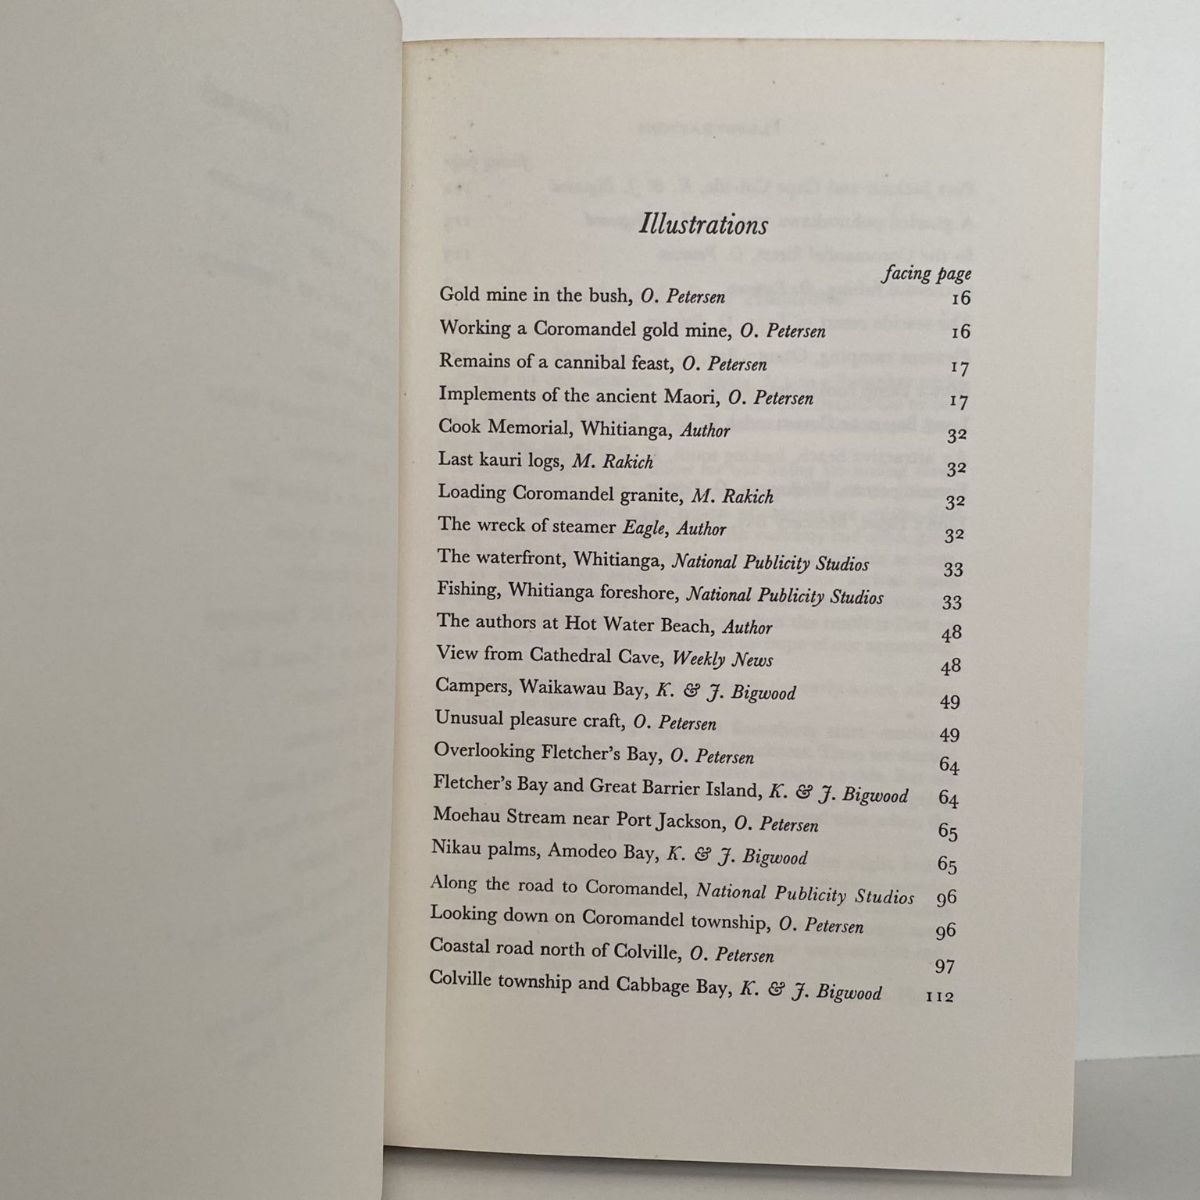 Illustrations
facing page
Gold mine in the bush, O. Petersen 16
Working a Coromandel gold mine, O. Petersen 16
Remains of a cannibal feast, O. Petersen 17
Implements of the ancient Maori, O. Petersen 17
Cook Memorial, Whitianga, Author 32
Last kauri logs, M. Rakich 32
Loading Coromandel granite, M. Rakich 32
The wreck of steamer Eagle, Author 32
The waterfront, Whitianga, National Publicity Studios 33
Fishing, Whitianga foreshore, National Publicity Studios 33
The authors at Hot Water Beach, Author 48
View from Cathedral Cave, Weekly News 48
Campers, Waikawau Bay, K. & J. Bigwood 49
Unusual pleasure craft, O. Petersen 49
Overlooking Fletcher's Bay, O. Petersen 64
Fletcher's Bay and Great Barrier Island, K. & J. Bigwood 64
Moehau Stream near Port Jackson, O. Petersen 65
Nikau palms, Amodeo Bay, K. & J. Bigwood 65
Along the road to Coromandel, National Publicity Studios 96
Looking down on Coromandel township, O. Petersen 96
Coastal road north of Colville, O. Petersen 97
Colville township and Cabbage Bay, K. & J. Bigwood 112